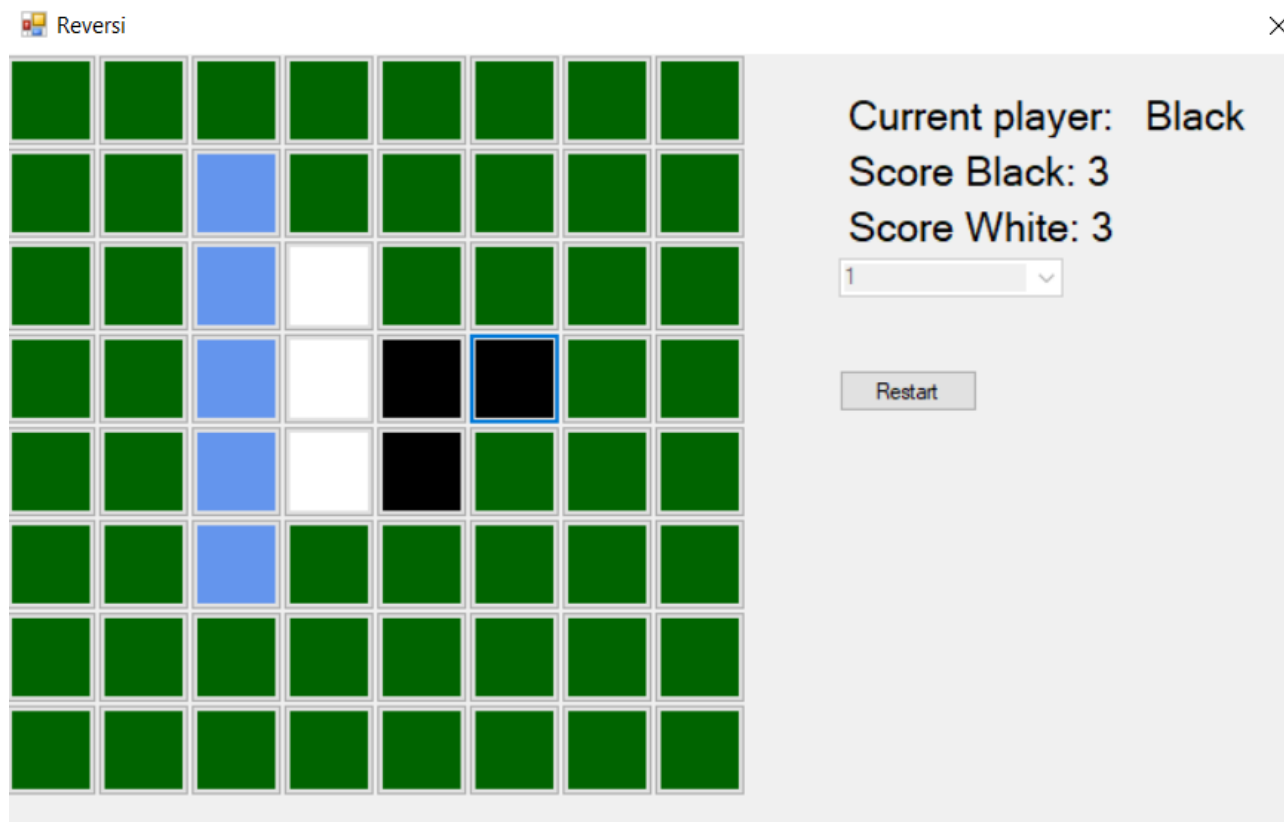 Reversi
Current player: Black
Score Black: 3
Score White: 3
1
Restart